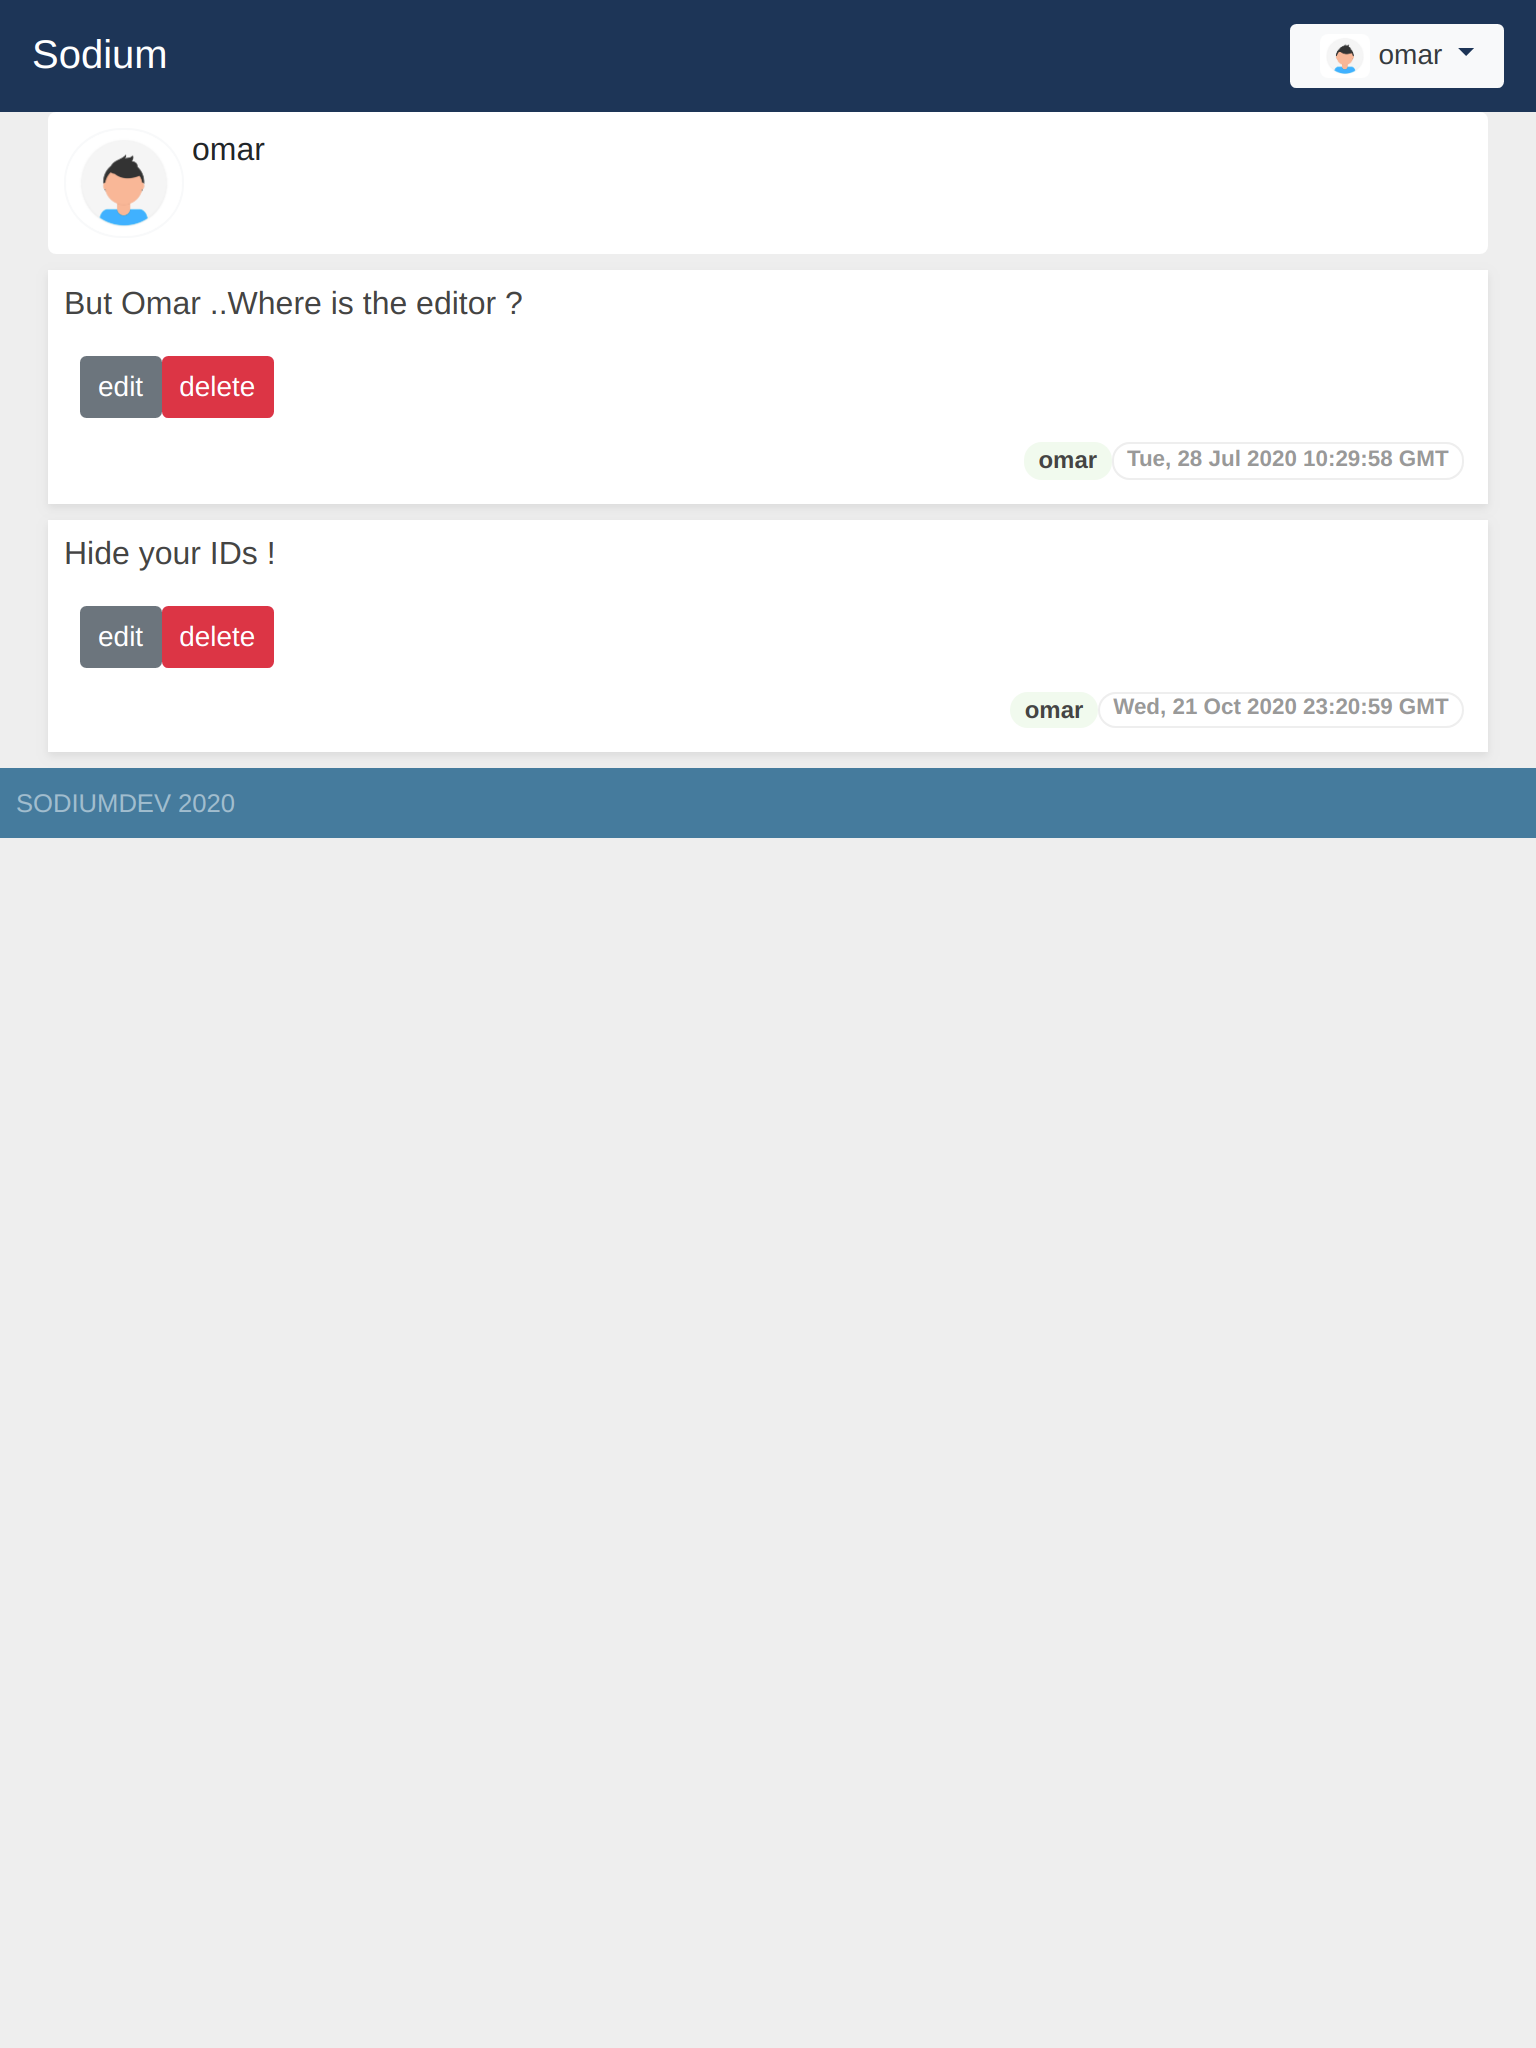 Sodium
omar
omar
But Omar ..Where is the editor ?
edit delete
omar Tue, 28 Jul 2020 10:29:58 GMT
Hide your IDs !
edit delete
omar Wed, 21 Oct 2020 23:20:59 GMT
SODIUMDEV 2020